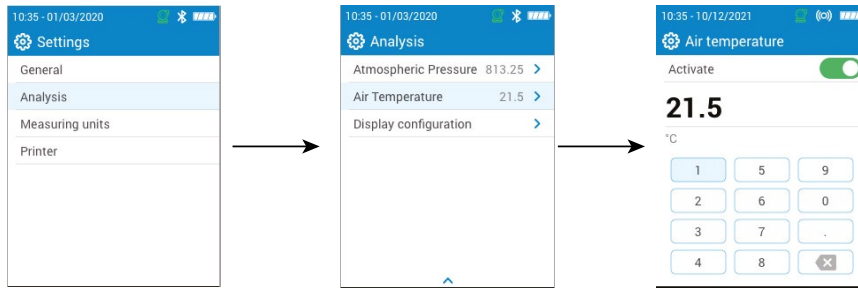 10:35 - 01/03/2020
Settings
General
Analysis
Measuring units
Printer
10:35 - 01/03/2020
Analysis
Atmospheric Pressure 813.25
Air Temperature 21.5
Display configuration
10:35 - 10/12/2021
Air temperature
Activate
21.5
°C
1 5 9
2 6 0
3 7 .
4 8